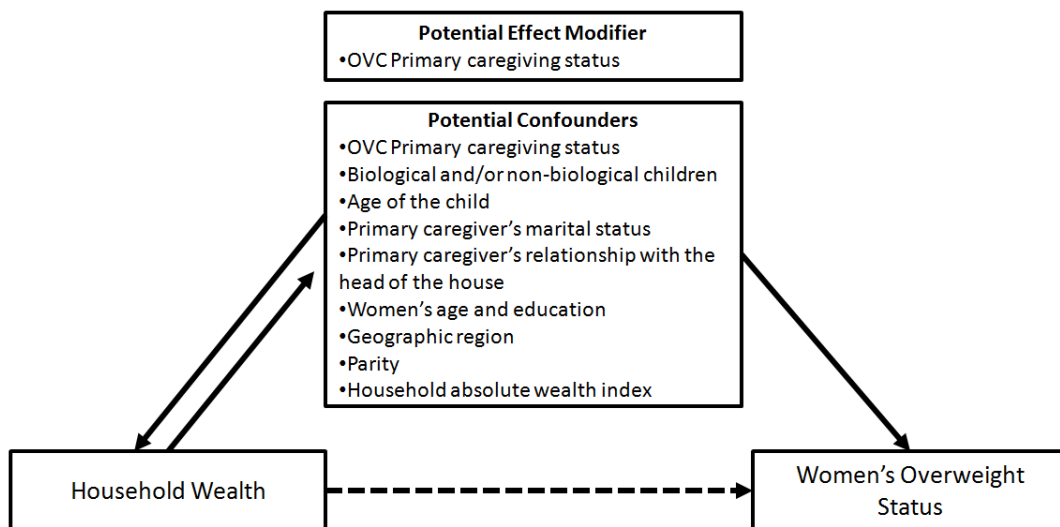 Potential Effect Modifier
•OVC Primary caregiving status
Potential Confounders
•OVC Primary caregiving status
•Biological and/or non-biological children
•Age of the child
•Primary caregiver’s marital status
•Primary caregiver’s relationship with the
head of the house
•Women’s age and education
•Geographic region
•Parity
•Household absolute wealth index
Household Wealth
Women’s Overweight
Status